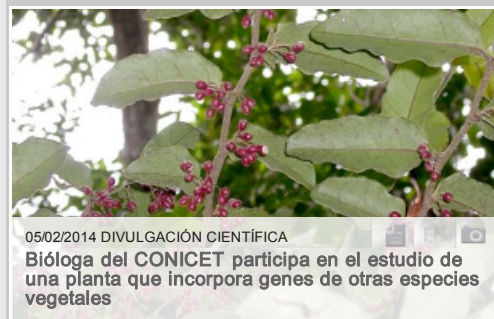 05/02/2014 DIVULGACIÓN CIENTÍFICA
Bióloga del CONICET participa en el estudio de
una planta que incorpora genes de otras especies
vegetales